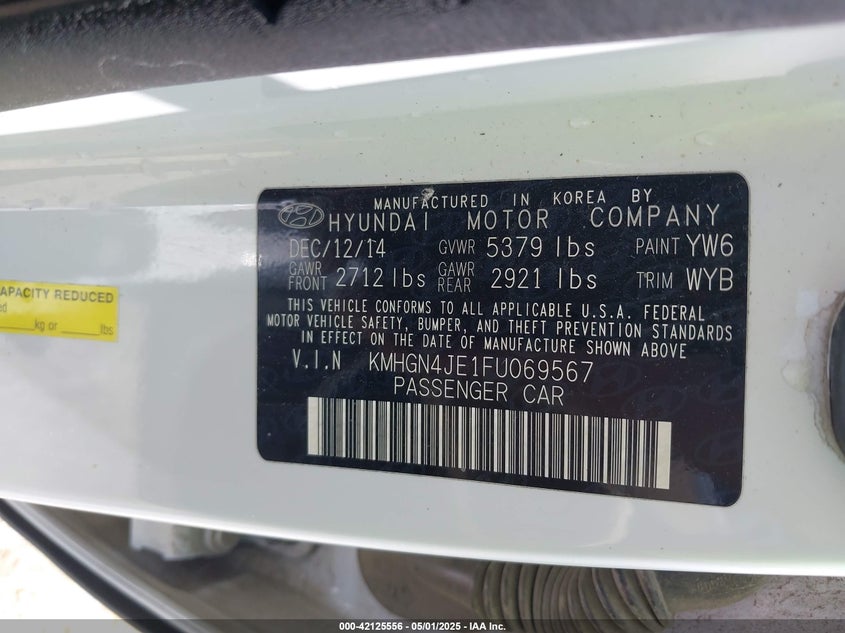 MANUFACTURED IN KOREA BY
HYUNDAI MOTOR COMPANY
DEC/12/14 GVWR 5379 lbs PAINT YW6
GAWR FRONT 2712 lbs GAWR REAR 2921 lbs TRIM WYB
THIS VEHICLE CONFORMS TO ALL APPLICABLE U.S.A. FEDERAL
MOTOR VEHICLE SAFETY, BUMPER, AND THEFT PREVENTION STANDARDS
IN EFFECT ON THE DATE OF MANUFACTURE SHOWN ABOVE
V.I.N KMHGN4JE1FU069567
PASSENGER CAR
APACITY REDUCED
ed
kg or ____lbs
000-42125556 - 05/01/2025 - IAA Inc.